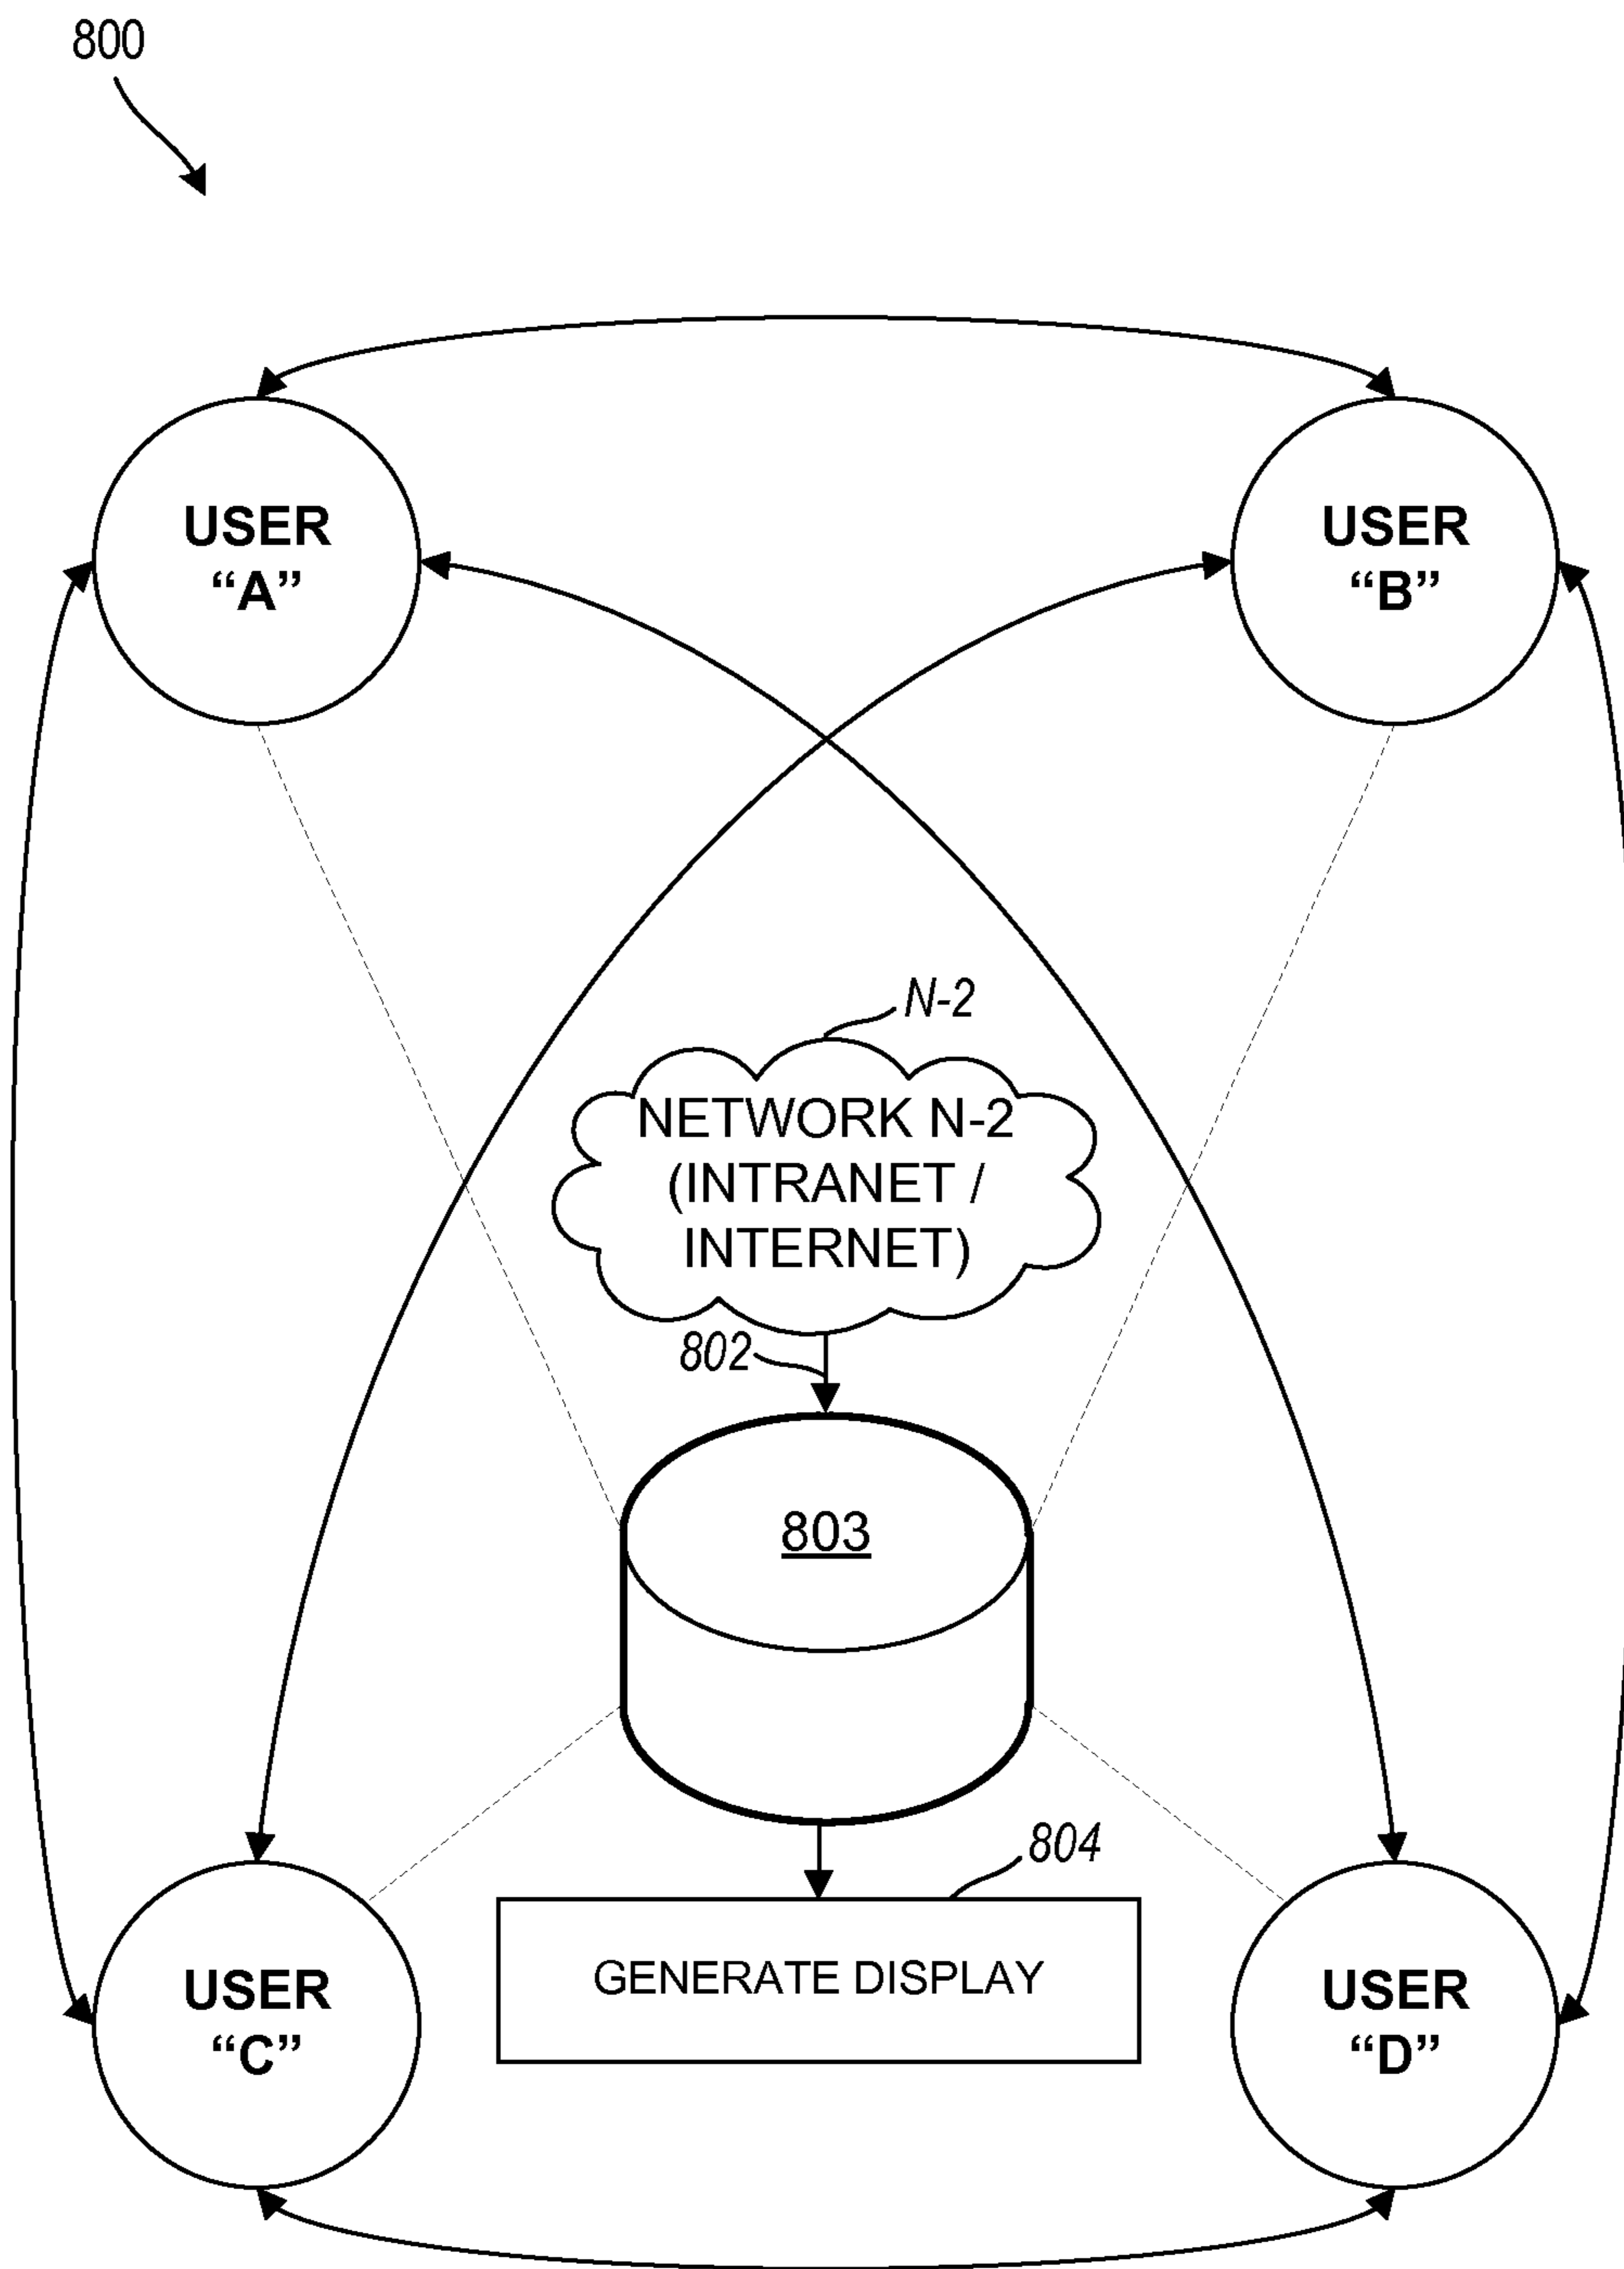 800
USER
“A”
USER
“B”
N-2
NETWORK N-2
(INTRANET /
INTERNET)
802
803
804
GENERATE DISPLAY
USER
“C”
USER
“D”